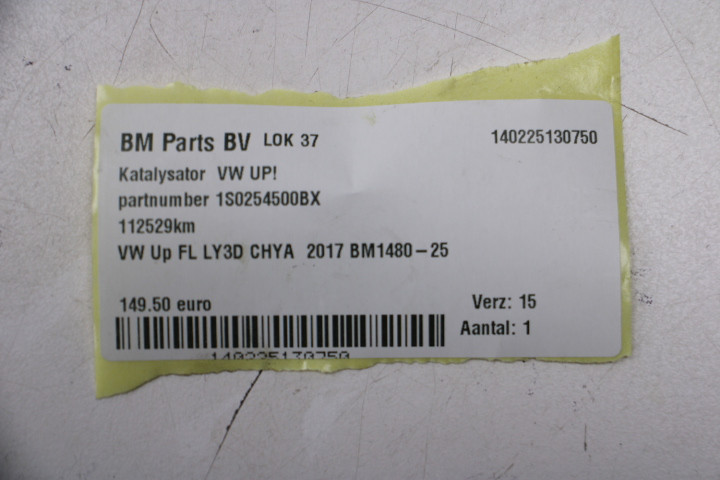 BM Parts BV LOK 37 140225130750
Katalysator VW UP!
partnumber 1S0254500BX
112529km
VW Up FL LY3D CHYA 2017 BM1480-25
149.50 euro Verz: 15
Aantal: 1
140225130750